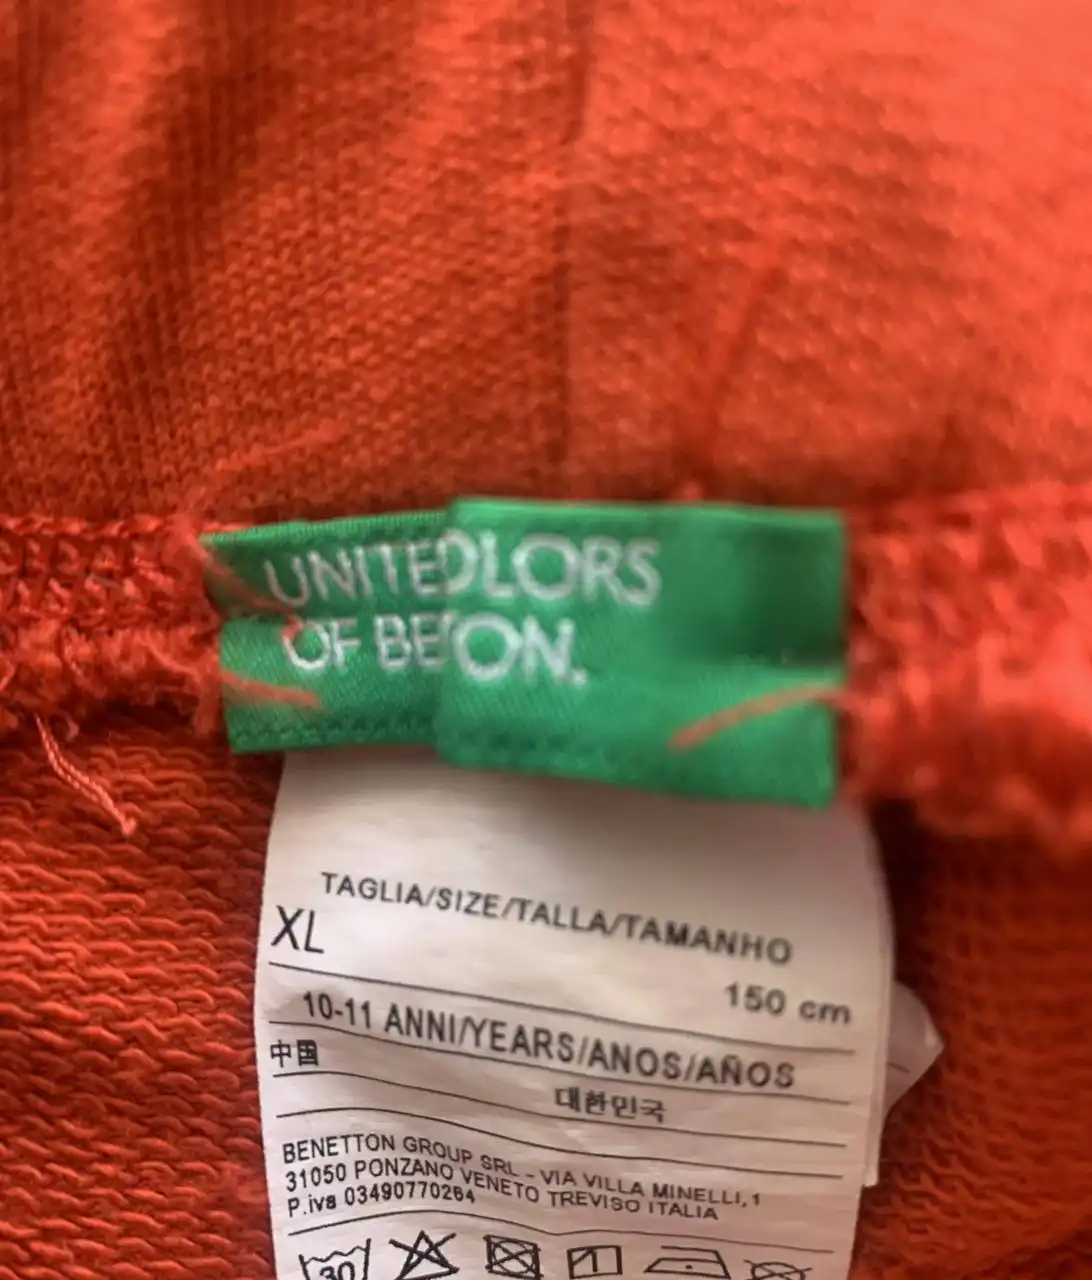 UNITEDLORS
OF BETON.
TAGLIA/SIZE/TALLA/TAMANHO
XL
150 cm
10-11 ANNI/YEARS/ANOS/AÑOS
中国
대한민국
BENETTON GROUP SRL - VIA VILLA MINELLI, 1
31050 PONZANO VENETO TREVISO ITALIA
P.iva 03490770264
30